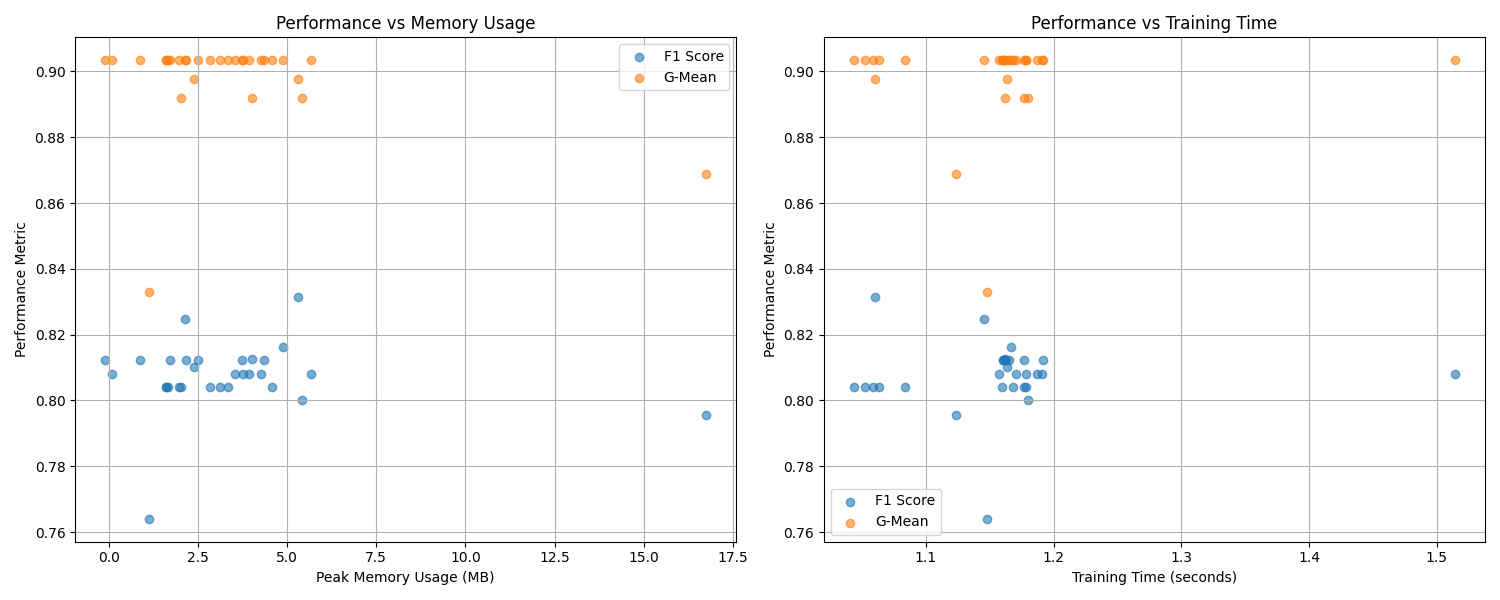 Performance vs Memory Usage
Performance Metric
0.90
0.88
0.86
0.84
0.82
0.80
0.78
0.76
F1 Score
G-Mean
0.0 2.5 5.0 7.5 10.0 12.5 15.0 17.5
Peak Memory Usage (MB)
Performance vs Training Time
Performance Metric
0.90
0.88
0.86
0.84
0.82
0.80
0.78
0.76
F1 Score
G-Mean
1.1 1.2 1.3 1.4 1.5
Training Time (seconds)